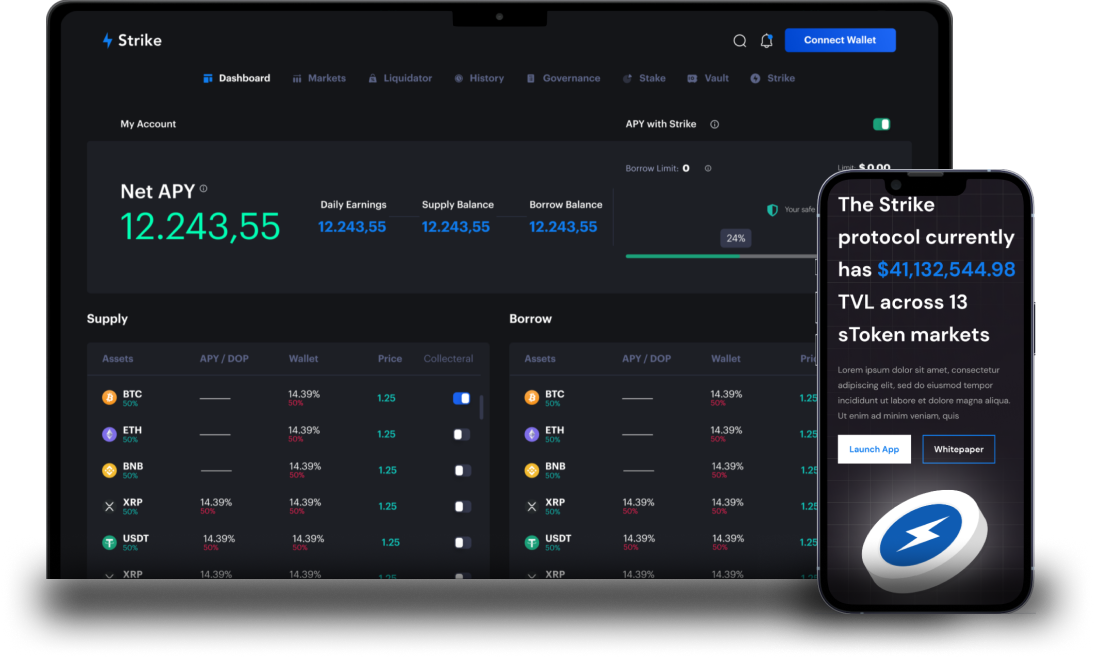 Strike
Connect Wallet
Dashboard Markets Liquidator History Governance Stake Vault Strike
My Account
APY with Strike
Net APY
12.243,55
Daily Earnings Supply Balance Borrow Balance
12.243,55 12.243,55 12.243,55
Borrow Limit: 0
Limit: $ 0.00
Your safe
24%
Supply
Assets APY / DOP Wallet Price Collecteral
BTC 14.39% 1.25
50% 50%
ETH 14.39% 1.25
50% 50%
BNB 14.39% 1.25
50% 50%
XRP 14.39% 14.39% 1.25
50% 50% 50%
USDT 14.39% 14.39% 1.25
50% 50% 50%
XRP 14.39% 14.39% 1.25
Borrow
Assets APY / DOP Wallet
BTC 14.39% 1.25
50% 50%
ETH 14.39% 1.25
50% 50%
BNB 14.39% 1.25
50% 50%
XRP 14.39% 14.39% 1.25
50% 50% 50%
USDT 14.39% 14.39% 1.25
50% 50% 50%
XRP 14.39% 14.39%
The Strike
protocol currently
has $41,132,544.98
TVL across 13
sToken markets
Lorem ipsum dolor sit amet, consectetur
adipiscing elit, sed do eiusmod tempor
incididunt ut labore et dolore magna aliqua.
Ut enim ad minim veniam, quis
Launch App Whitepaper